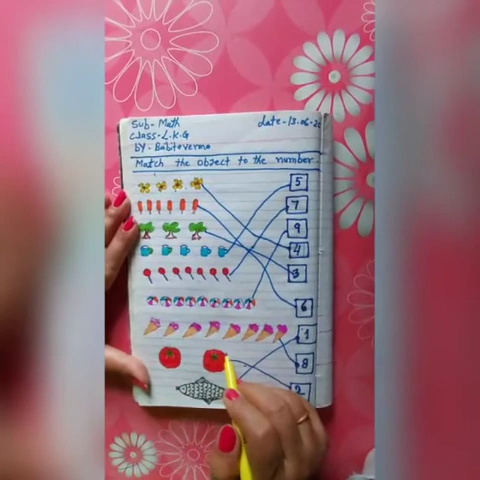 Sub- Math date-13.06-20
Class- L.K.G
by- Babita verma
Match the object to the number
5
7
9
4
3
6
1
8
2